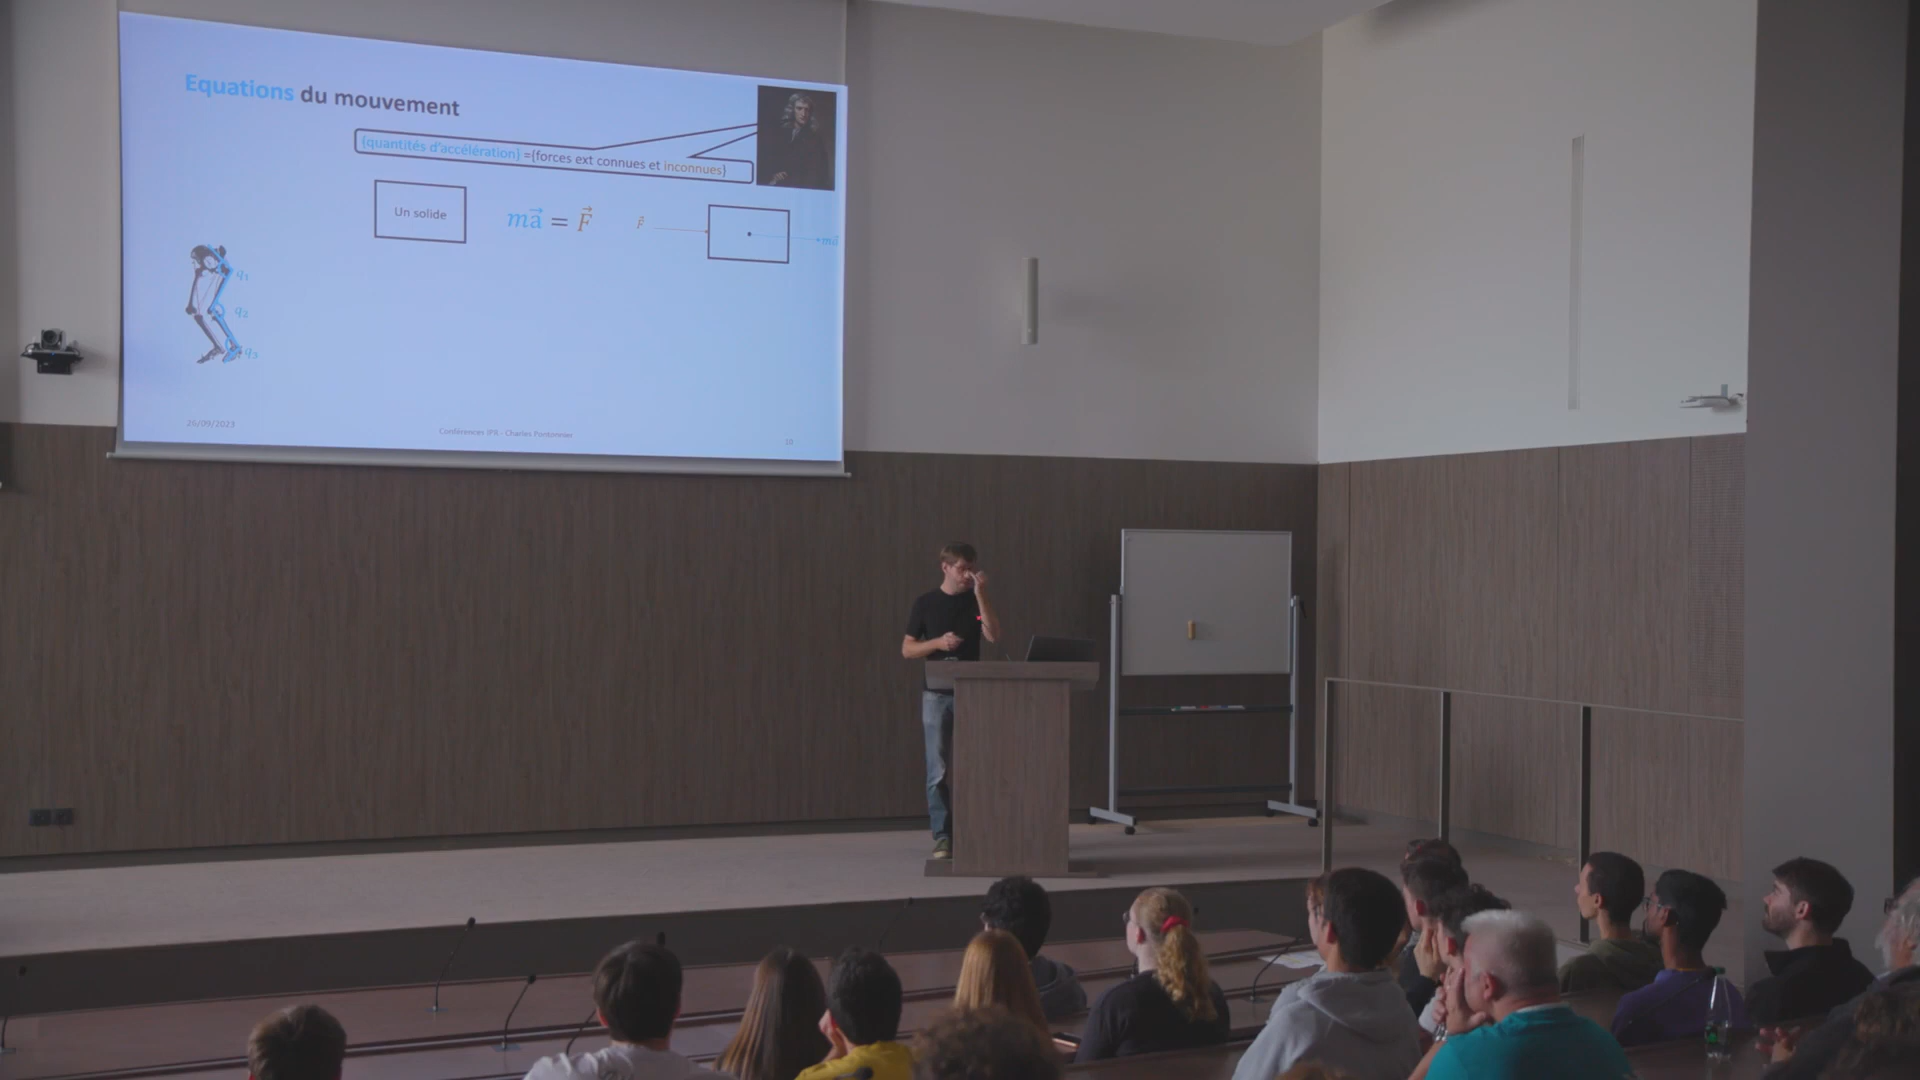 Equations du mouvement
{quantités d'accélération} ={forces ext connues et inconnues}
Un solide
ma⃗ = F⃗
F⃗
ma⃗
q₁
q₂
q₃
26/09/2023
Conférences IPR - Charles Pontonnier
10